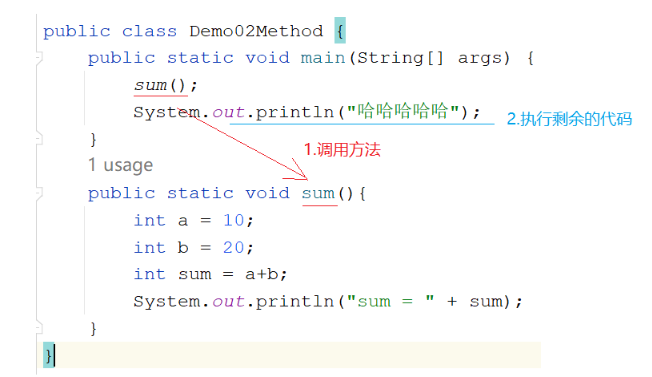 public class Demo02Method {
public static void main(String[] args) {
sum();
System.out.println("哈哈哈哈哈");
2.执行剩余的代码
}
1.调用方法
1 usage
public static void sum(){
int a = 10;
int b = 20;
int sum = a+b;
System.out.println("sum = " + sum);
}
}